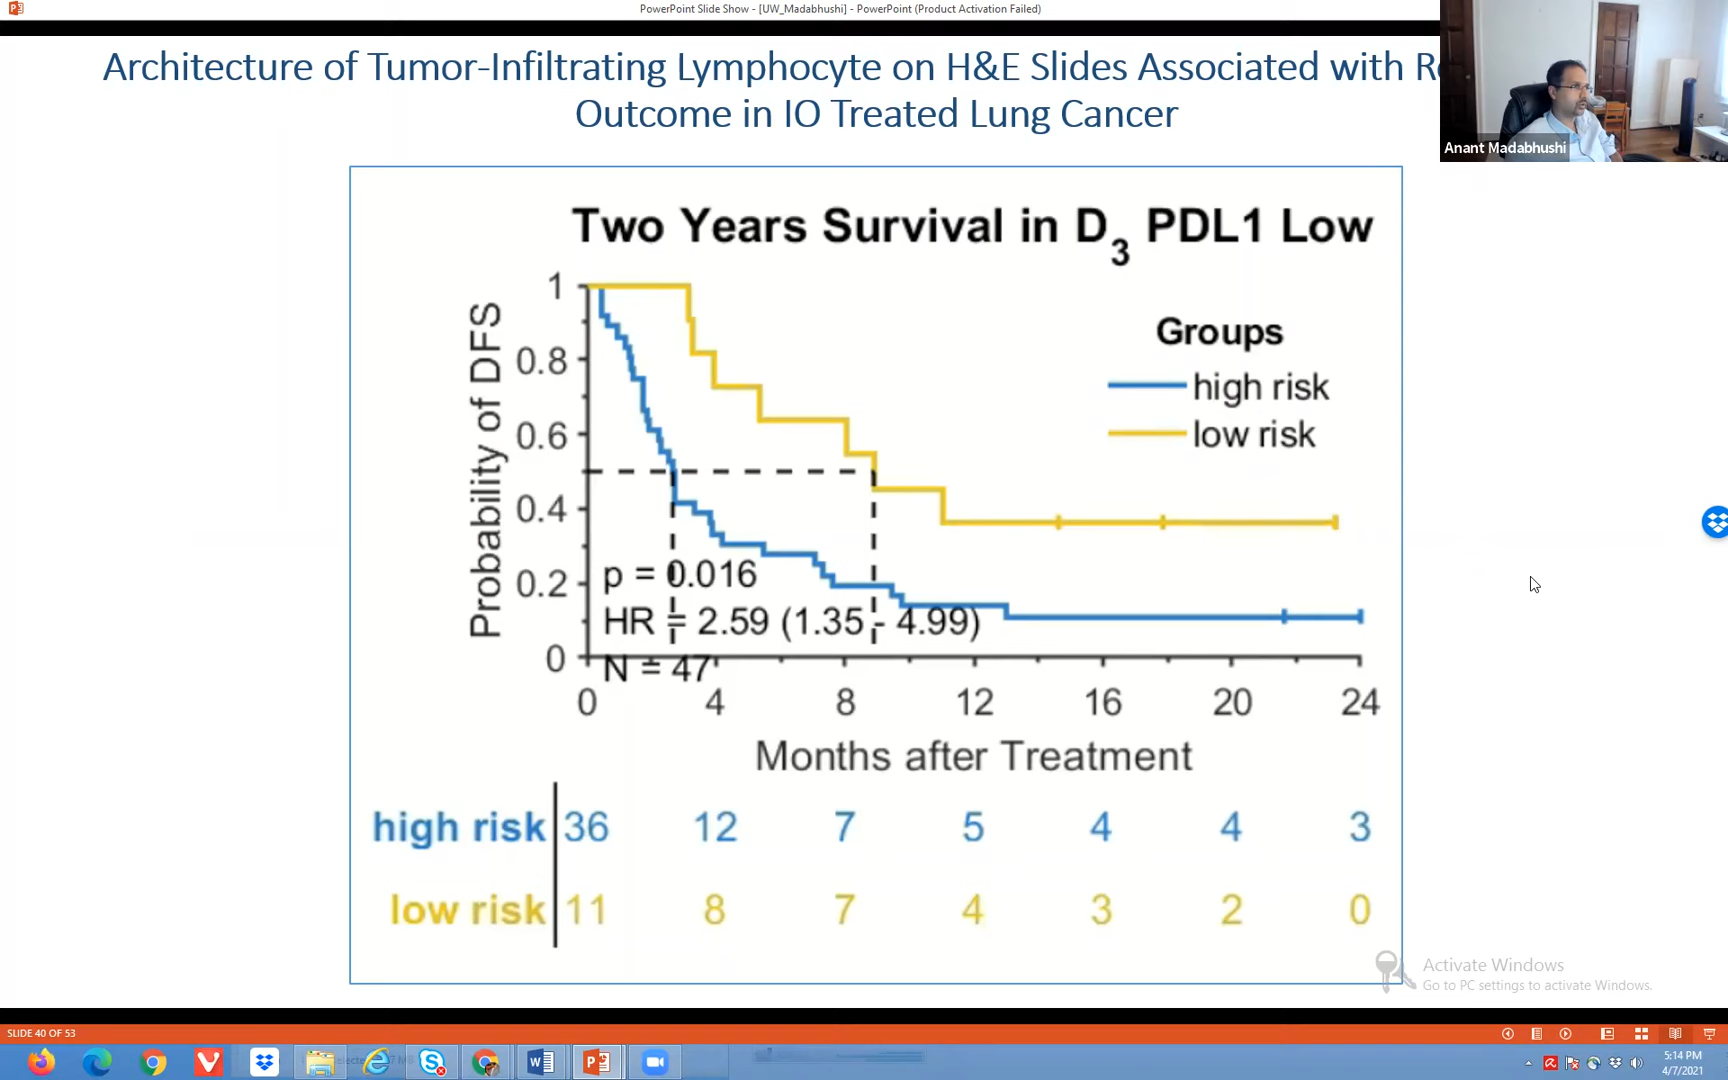 PowerPoint Slide Show - [UW_Madabhushi] - PowerPoint (Product Activation Failed)
Architecture of Tumor-Infiltrating Lymphocyte on H&E Slides Associated with
Outcome in IO Treated Lung Cancer
Anant Madabhushi
Two Years Survival in D3 PDL1 Low
Probability of DFS
1
0.8
0.6
0.4
0.2
0
Groups
high risk
low risk
p = 0.016
HR = 2.59 (1.35 - 4.99)
N = 47
0 4 8 12 16 20 24
Months after Treatment
high risk 36 12 7 5 4 4 3
low risk 11 8 7 4 3 2 0
Activate Windows
Go to PC settings to activate Windows.
SLIDE 40 OF 53
5:14 PM
4/7/2021